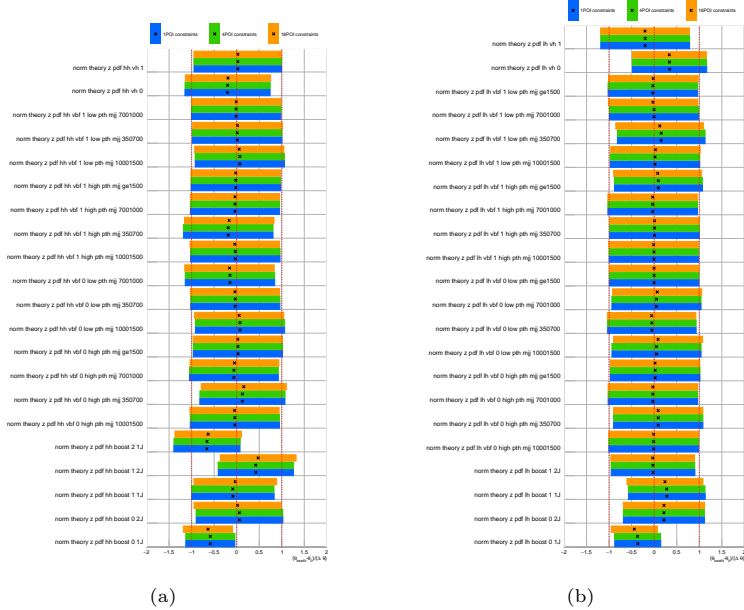 1POI constraints 4POI constraints 18POI constraints
norm theory z pdf hh vh 1
norm theory z pdf hh vh 0
norm theory z pdf hh vbf 1 low pth mjj 7001000
norm theory z pdf hh vbf 1 low pth mjj 350700
norm theory z pdf hh vbf 1 low pth mjj 10001500
norm theory z pdf hh vbf 1 high pth mjj ge1500
norm theory z pdf hh vbf 1 high pth mjj 7001000
norm theory z pdf hh vbf 1 high pth mjj 350700
norm theory z pdf hh vbf 1 high pth mjj 10001500
norm theory z pdf hh vbf 0 low pth mjj 7001000
norm theory z pdf hh vbf 0 low pth mjj 350700
norm theory z pdf hh vbf 0 low pth mjj 10001500
norm theory z pdf hh vbf 0 high pth mjj ge1500
norm theory z pdf hh vbf 0 high pth mjj 7001000
norm theory z pdf hh vbf 0 high pth mjj 350700
norm theory z pdf hh vbf 0 high pth mjj 10001500
norm theory z pdf hh boost 2 1J
norm theory z pdf hh boost 1 2J
norm theory z pdf hh boost 1 1J
norm theory z pdf hh boost 0 2J
norm theory z pdf hh boost 0 1J
-2 -1.5 -1 -0.5 0 0.5 1 1.5 2
(a)
1POI constraints 4POI constraints 18POI constraints
norm theory z pdf lh vh 1
norm theory z pdf lh vh 0
norm theory z pdf lh vbf 1 low pth mjj ge1500
norm theory z pdf lh vbf 1 low pth mjj 7001000
norm theory z pdf lh vbf 1 low pth mjj 350700
norm theory z pdf lh vbf 1 low pth mjj 10001500
norm theory z pdf lh vbf 1 high pth mjj ge1500
norm theory z pdf lh vbf 1 high pth mjj 7001000
norm theory z pdf lh vbf 1 high pth mjj 350700
norm theory z pdf lh vbf 1 high pth mjj 10001500
norm theory z pdf lh vbf 0 low pth mjj ge1500
norm theory z pdf lh vbf 0 low pth mjj 7001000
norm theory z pdf lh vbf 0 low pth mjj 350700
norm theory z pdf lh vbf 0 low pth mjj 10001500
norm theory z pdf lh vbf 0 high pth mjj ge1500
norm theory z pdf lh vbf 0 high pth mjj 7001000
norm theory z pdf lh vbf 0 high pth mjj 350700
norm theory z pdf lh vbf 0 high pth mjj 10001500
norm theory z pdf lh boost 1 2J
norm theory z pdf lh boost 1 1J
norm theory z pdf lh boost 0 2J
norm theory z pdf lh boost 0 1J
-2 -1.5 -1 -0.5 0 0.5 1 1.5 2
(b)